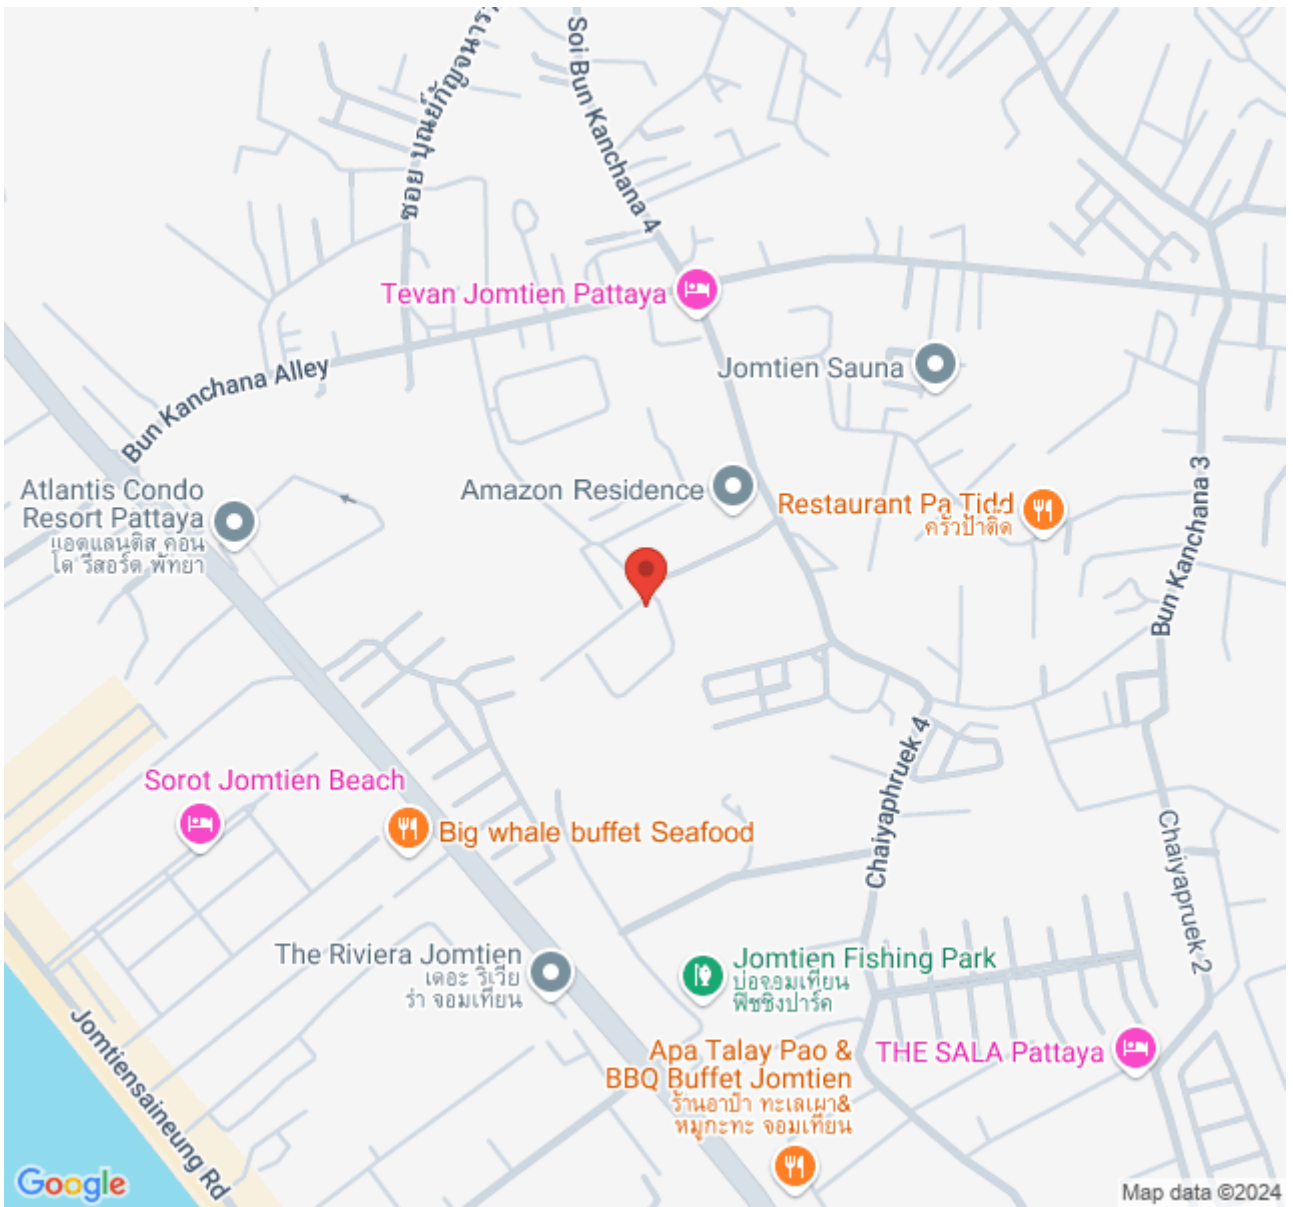 ซอย บุณย์กัญจนาร
Soi Bun Kanchana 4
Tevan Jomtien Pattaya
Jomtien Sauna
Bun Kanchana Alley
Bun Kanchana 3
Atlantis Condo
Resort Pattaya
แอตแลนติส คอน
โด รีสอร์ต พัทยา
Amazon Residence
Restaurant Pa Tidd
ครัวป้าติ๊ด
Sorot Jomtien Beach
Big whale buffet Seafood
Chaiyaphruek 4
Chaiyapruek 2
The Riviera Jomtien
เดอะ ริเวีย
ร่า จอมเทียน
Jomtien Fishing Park
บ่อจอมเทียน
ฟิชชิ่งปาร์ค
Jomtiensaineung Rd
Apa Talay Pao &
BBQ Buffet Jomtien
ร้านอาป๋า ทะเลเผา&
หมูกะทะ จอมเทียน
THE SALA Pattaya
Google
Map data ©2024